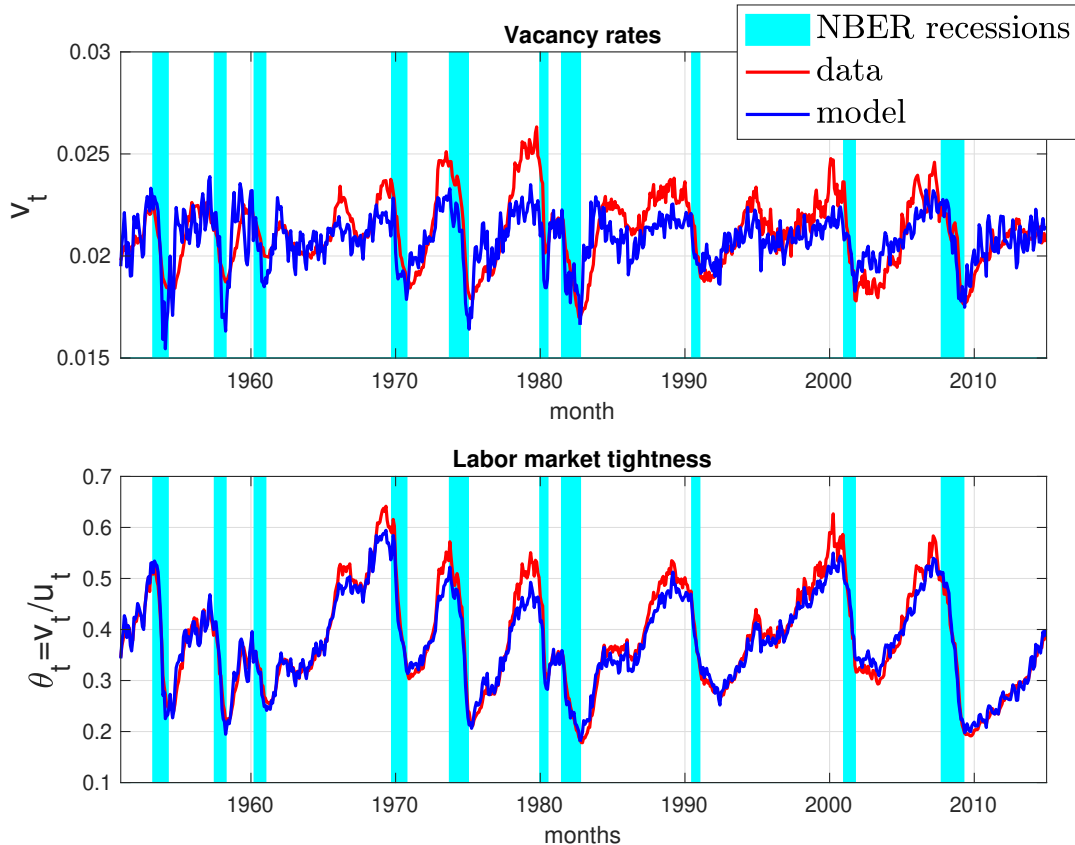 Vacancy rates
NBER recessions
data
model
0.03
0.025
0.02
0.015
v_t
1960
1970
1980
1990
2000
2010
month
Labor market tightness
0.7
0.6
0.5
0.4
0.3
0.2
0.1
θ_t=v_t/u_t
1960
1970
1980
1990
2000
2010
months